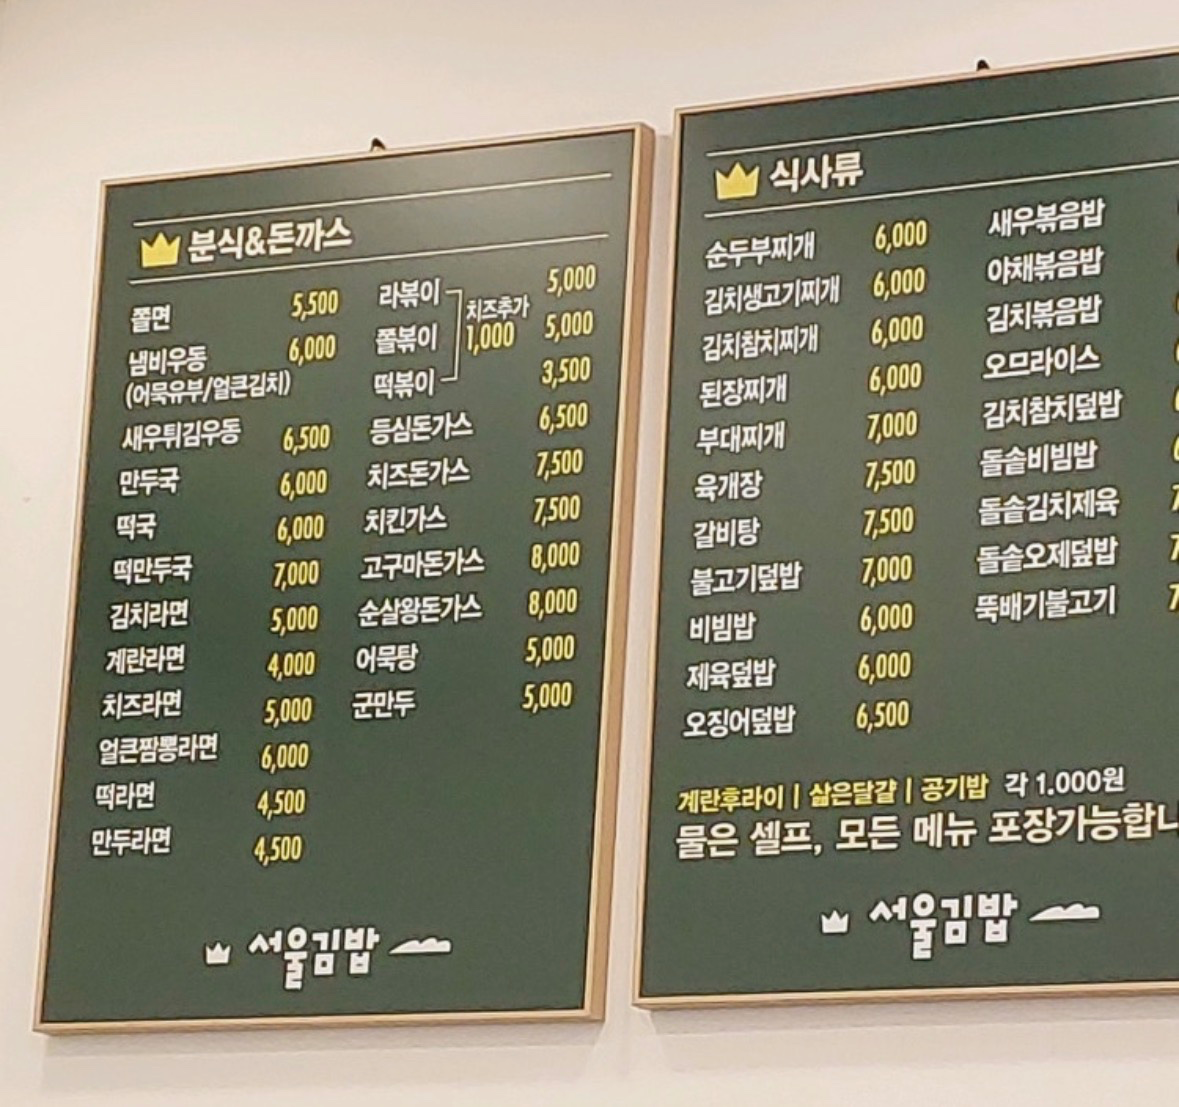 분식&돈까스
쫄면 5,500
냄비우동 6,000
(어묵유부/얼큰김치)
새우튀김우동 6,500
만두국 6,000
떡국 6,000
떡만두국 7,000
김치라면 5,000
계란라면 4,000
치즈라면 5,000
얼큰짬뽕라면 6,000
떡라면 4,500
만두라면 4,500
라볶이 5,000
쫄볶이 5,000
떡볶이 3,500
치즈추가
1,000
등심돈가스 6,500
치즈돈가스 7,500
치킨가스 7,500
고구마돈가스 8,000
순살왕돈가스 8,000
어묵탕 5,000
군만두 5,000
서울김밥
식사류
순두부찌개 6,000
김치생고기찌개 6,000
김치참치찌개 6,000
된장찌개 6,000
부대찌개 7,000
육개장 7,500
갈비탕 7,500
불고기덮밥 7,000
비빔밥 6,000
제육덮밥 6,000
오징어덮밥 6,500
새우볶음밥
야채볶음밥
김치볶음밥
오므라이스
김치참치덮밥
돌솥비빔밥
돌솥김치제육
돌솥오제덮밥
뚝배기불고기
계란후라이 | 삶은달걀 | 공기밥 각 1.000원
물은 셀프, 모든 메뉴 포장가능합니
서울김밥